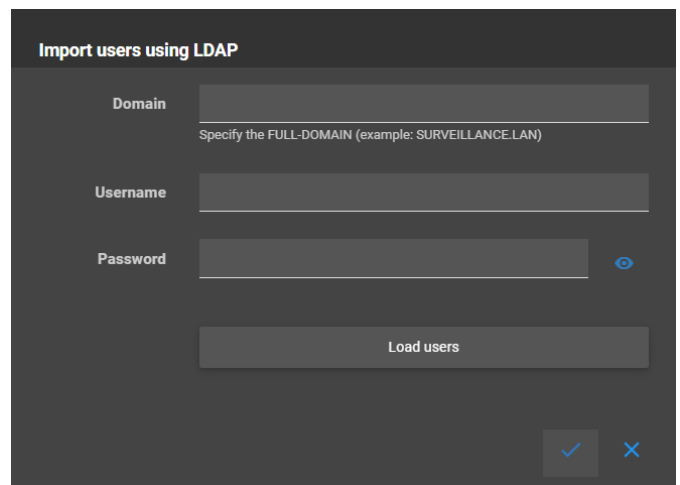 Import users using LDAP
Domain
Specify the FULL-DOMAIN (example: SURVEILLANCE.LAN)
Username
Password
Load users